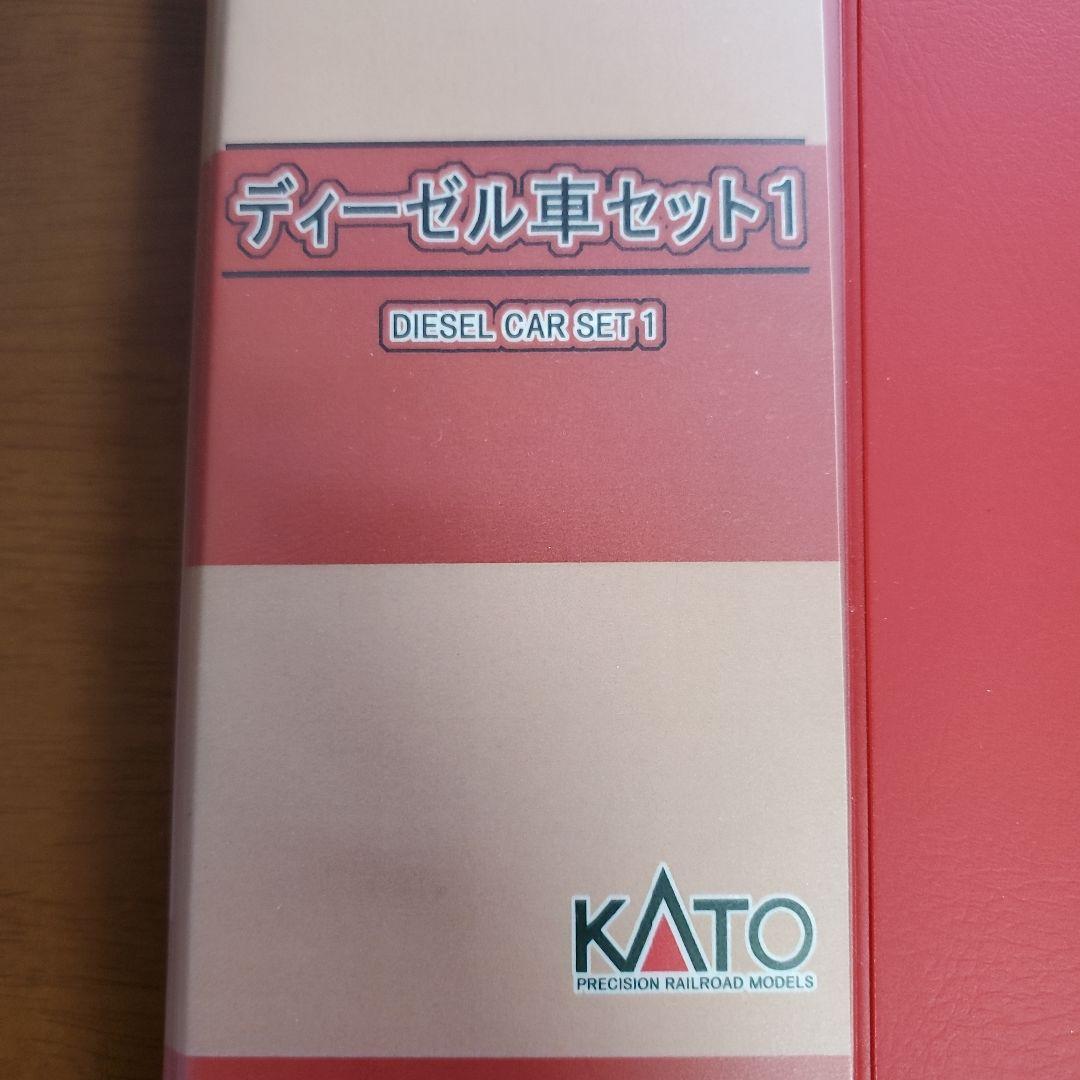 ディーゼル車セット1
DIESEL CAR SET 1
KATO
PRECISION RAILROAD MODELS